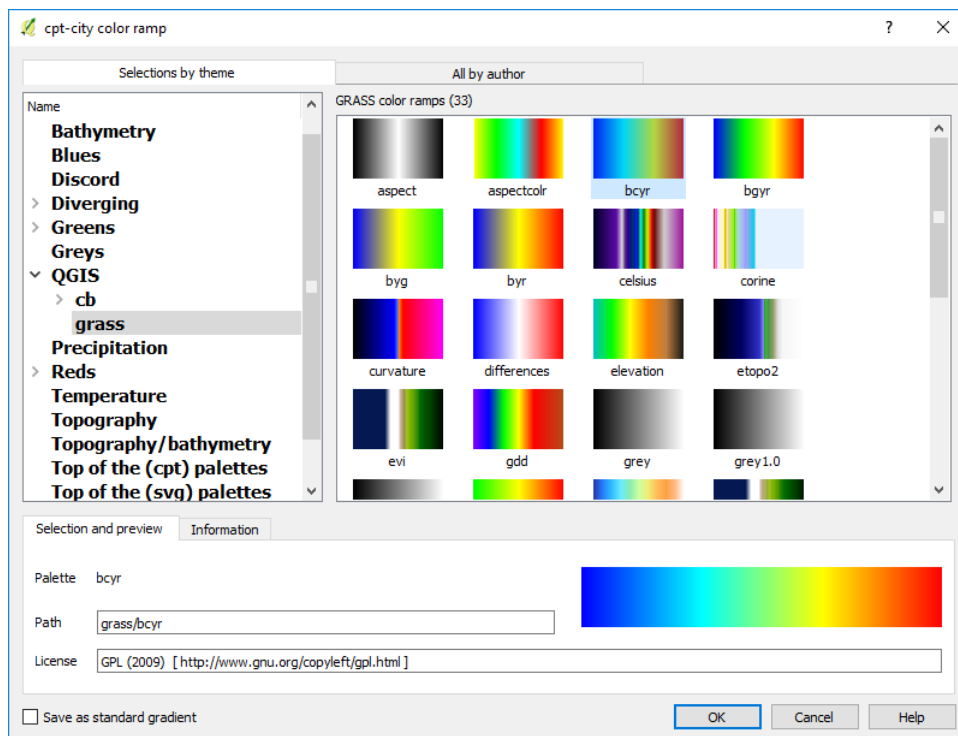 cpt-city color ramp
?
Selections by theme
All by author
Name
GRASS color ramps (33)
Bathymetry
Blues
Discord
Diverging
Greens
Greys
QGIS
cb
grass
Precipitation
Reds
Temperature
Topography
Topography/bathymetry
Top of the (cpt) palettes
Top of the (svg) palettes
aspect aspectcolr bcyr bgyr
byg byr celsius corine
curvature differences elevation etopo2
evi gdd grey grey1.0
Selection and preview
Information
Palette bcyr
Path grass/bcyr
License GPL (2009) [ http://www.gnu.org/copyleft/gpl.html ]
Save as standard gradient
OK Cancel Help